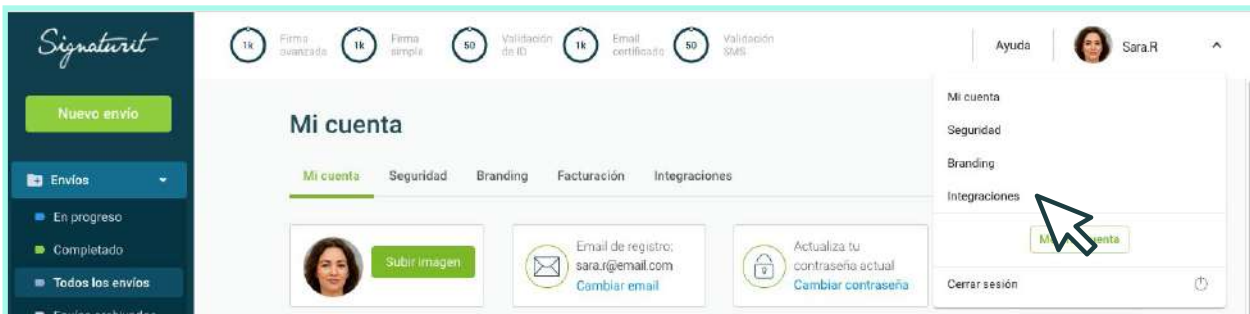 Signaturit
1k Firma avanzada
1k Firma simple
50 Validación de ID
1k Email certificado
50 Validación SMS
Ayuda
Sara.R
Nuevo envío
Envíos
En progreso
Completado
Todos los envíos
Mi cuenta
Mi cuenta Seguridad Branding Facturación Integraciones
Subir imagen
Email de registro:
sara.r@email.com
Cambiar email
Actualiza tu
contraseña actual
Cambiar contraseña
Mi cuenta
Seguridad
Branding
Integraciones
Cerrar sesión